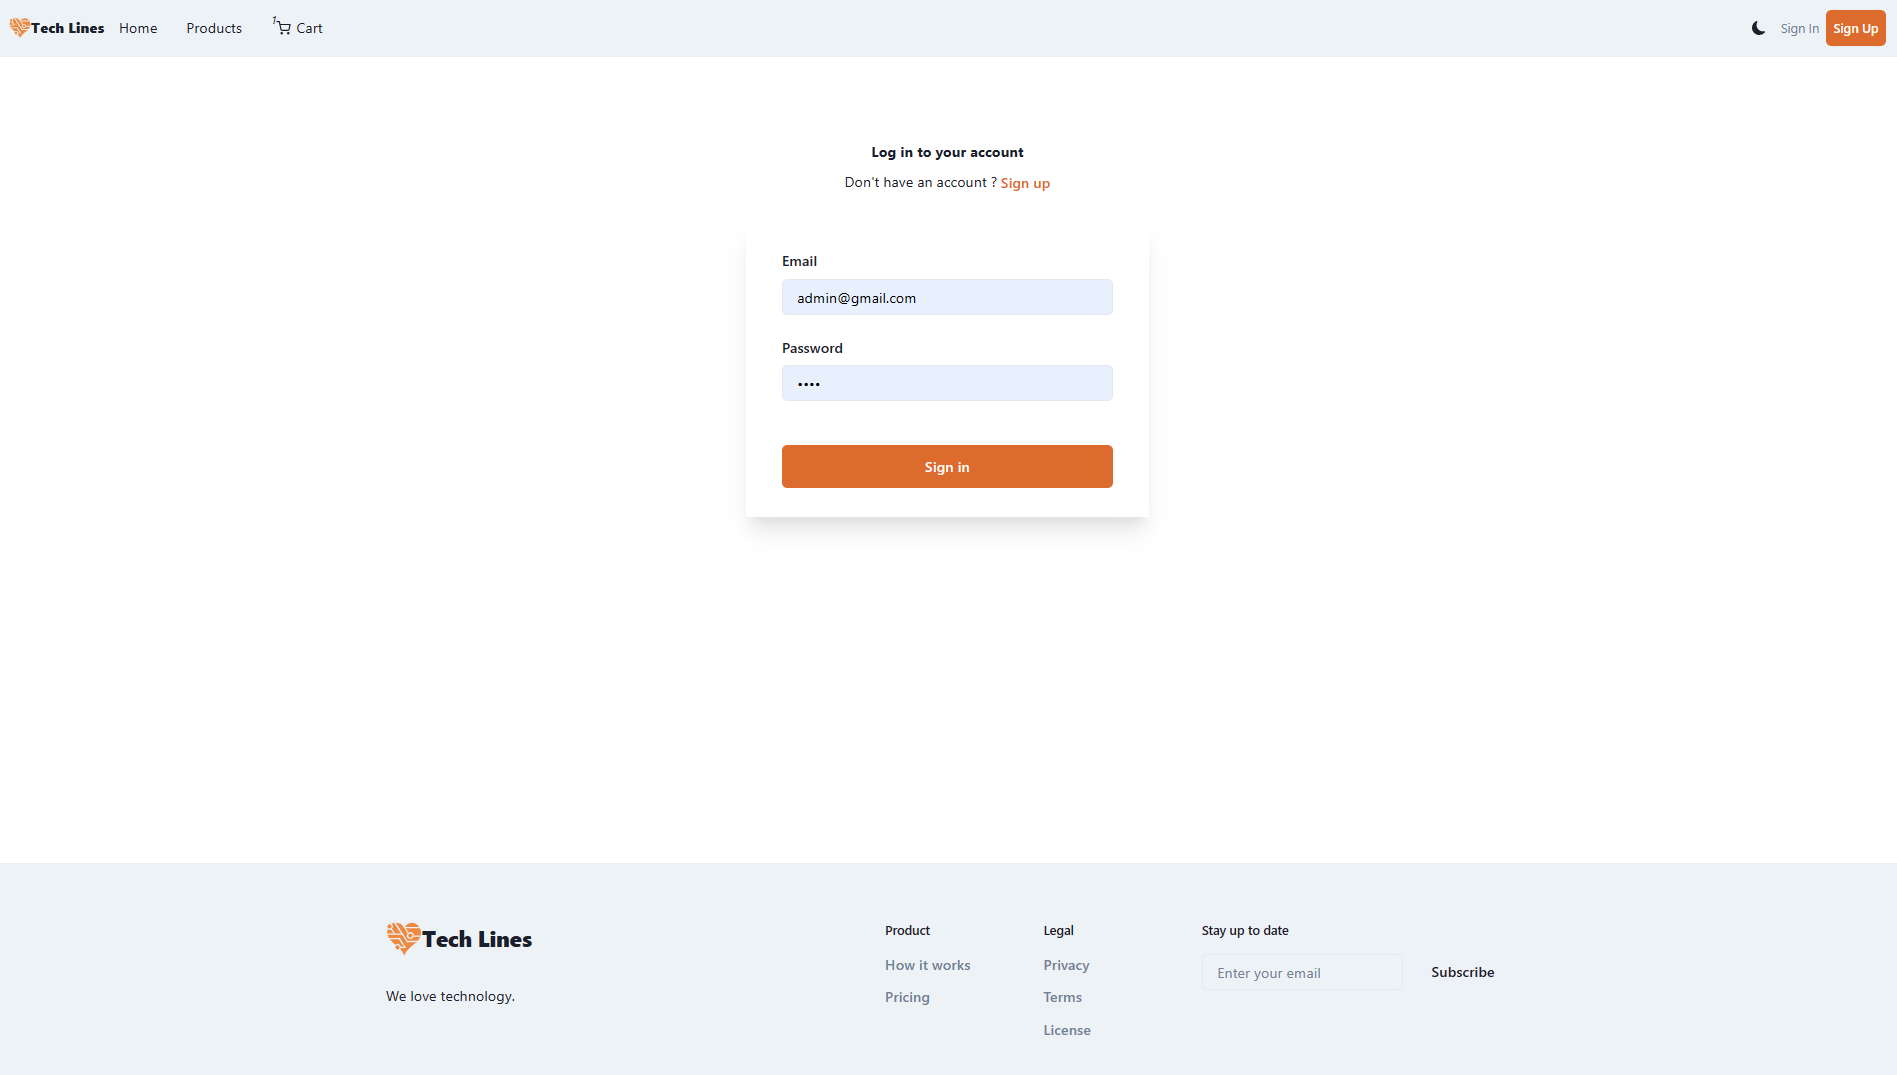 Tech Lines Home Products 1 Cart Sign In Sign Up
Log in to your account
Don't have an account ? Sign up
Email
admin@gmail.com
Password
••••
Sign in
Tech Lines
We love technology.
Product
How it works
Pricing
Legal
Privacy
Terms
License
Stay up to date
Enter your email Subscribe